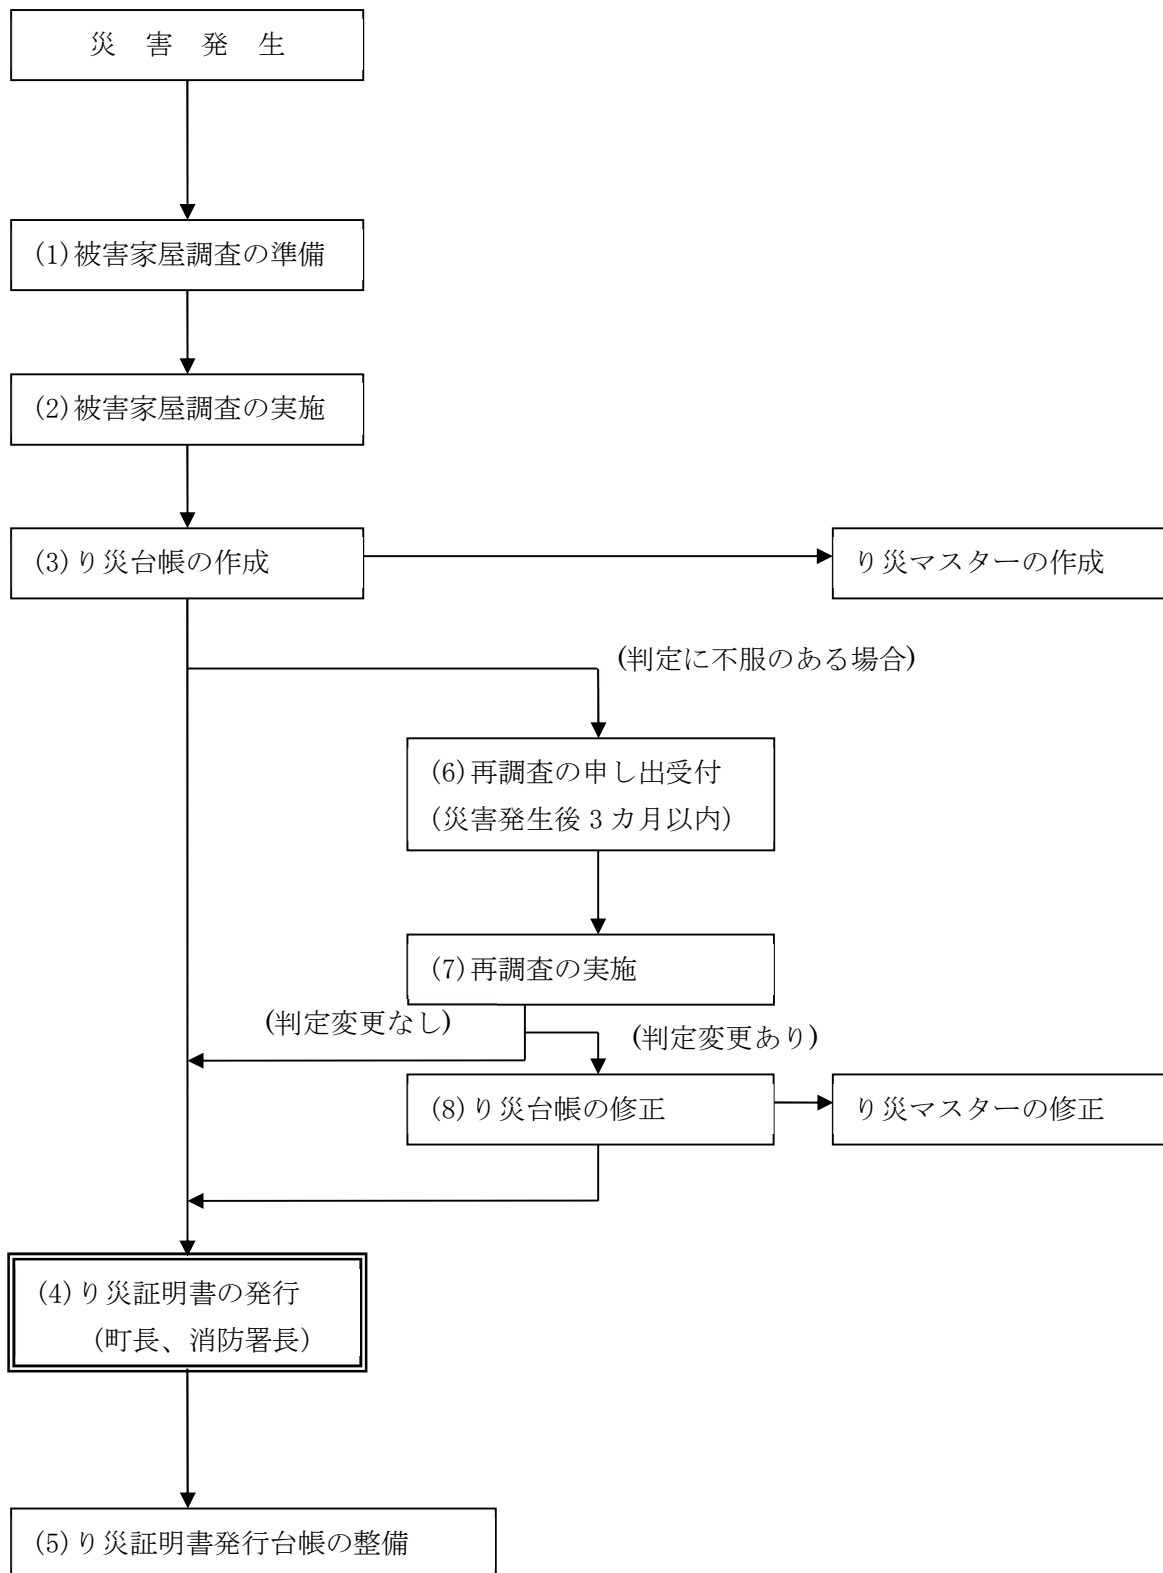 災 害 発 生
(1)被害家屋調査の準備
(2)被害家屋調査の実施
(3)り災台帳の作成
り災マスターの作成
(判定に不服のある場合)
(6)再調査の申し出受付
(災害発生後 3 カ月以内)
(7)再調査の実施
(判定変更なし)
(判定変更あり)
(8)り災台帳の修正
り災マスターの修正
(4)り災証明書の発行
(町長、消防署長)
(5)り災証明書発行台帳の整備